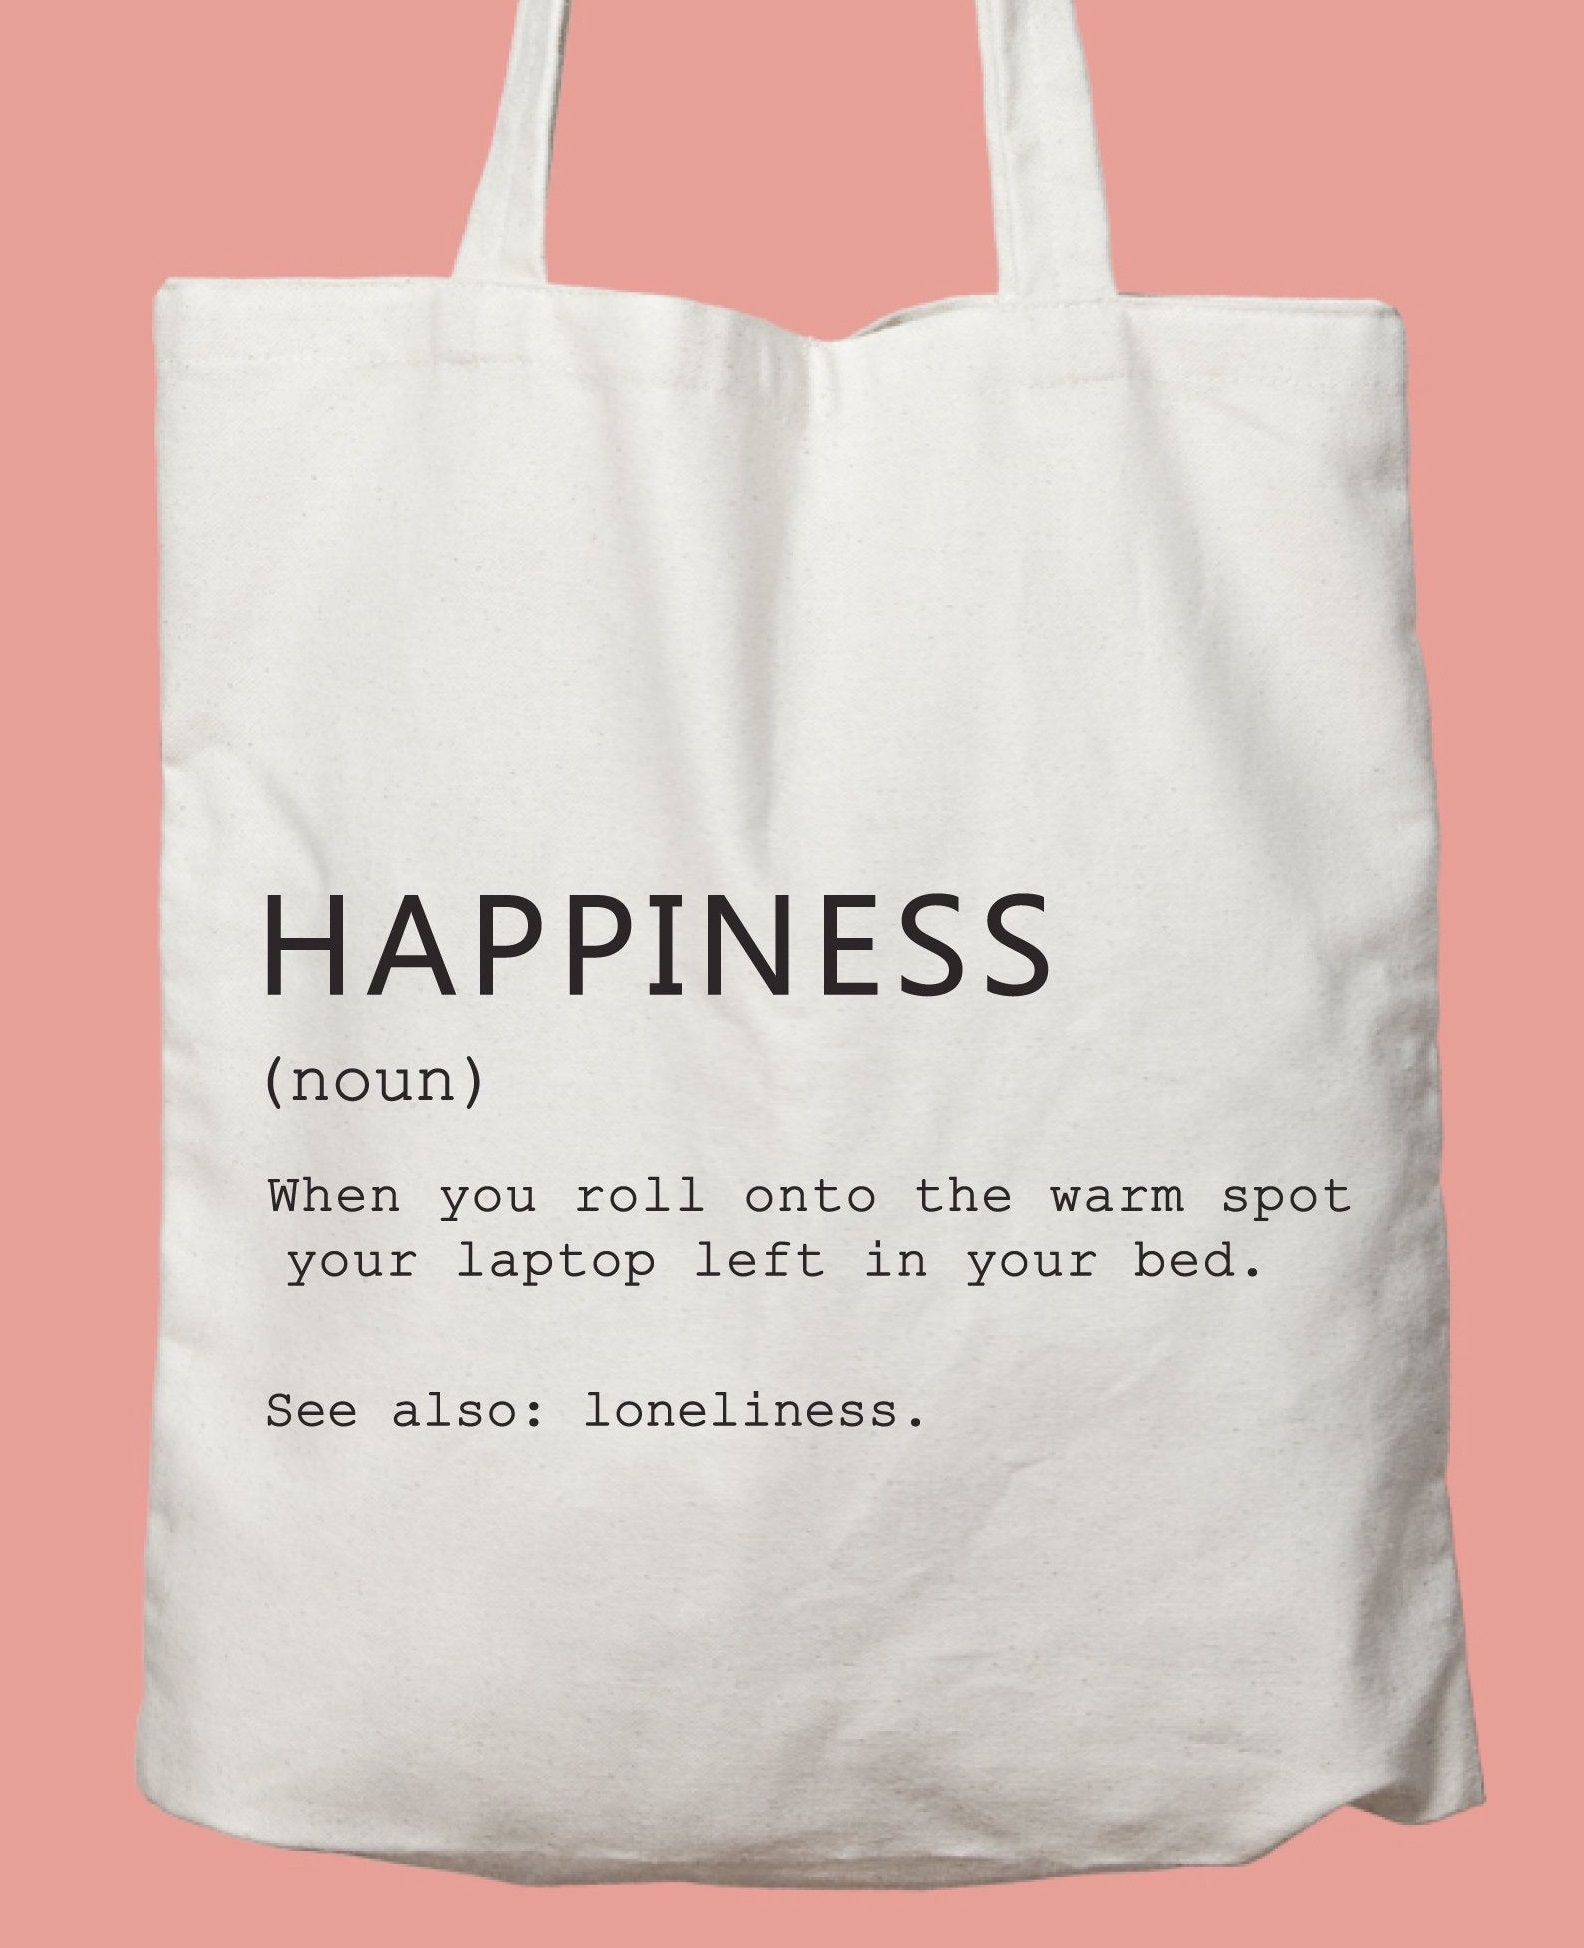 HAPPINESS
(noun)
When you roll onto the warm spot
your laptop left in your bed.
See also: loneliness.